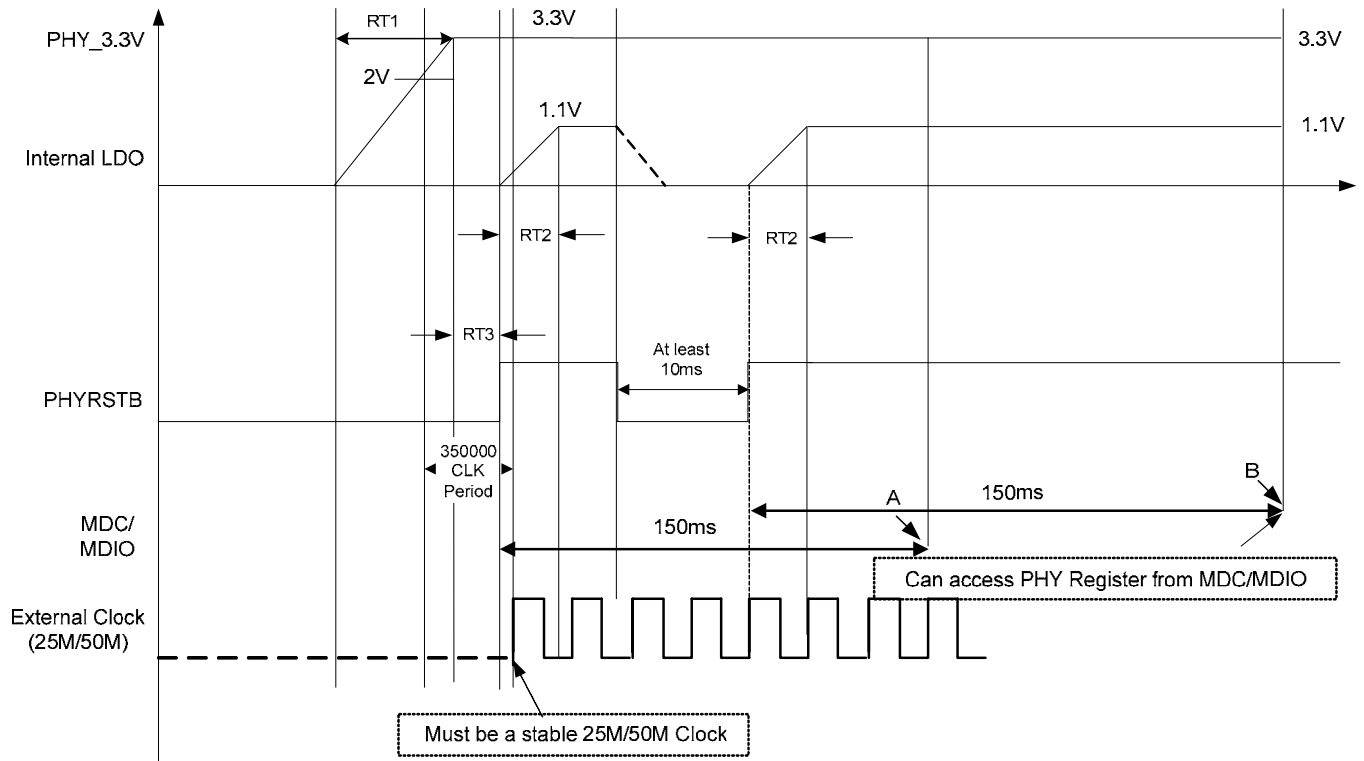 RT1
3.3V
PHY_3.3V
3.3V
2V
1.1V
1.1V
Internal LDO
RT2
RT2
RT3
At least
10ms
PHYRSTB
350000
CLK
Period
B
A
150ms
MDC/
MDIO
150ms
Can access PHY Register from MDC/MDIO
External Clock
(25M/50M)
Must be a stable 25M/50M Clock